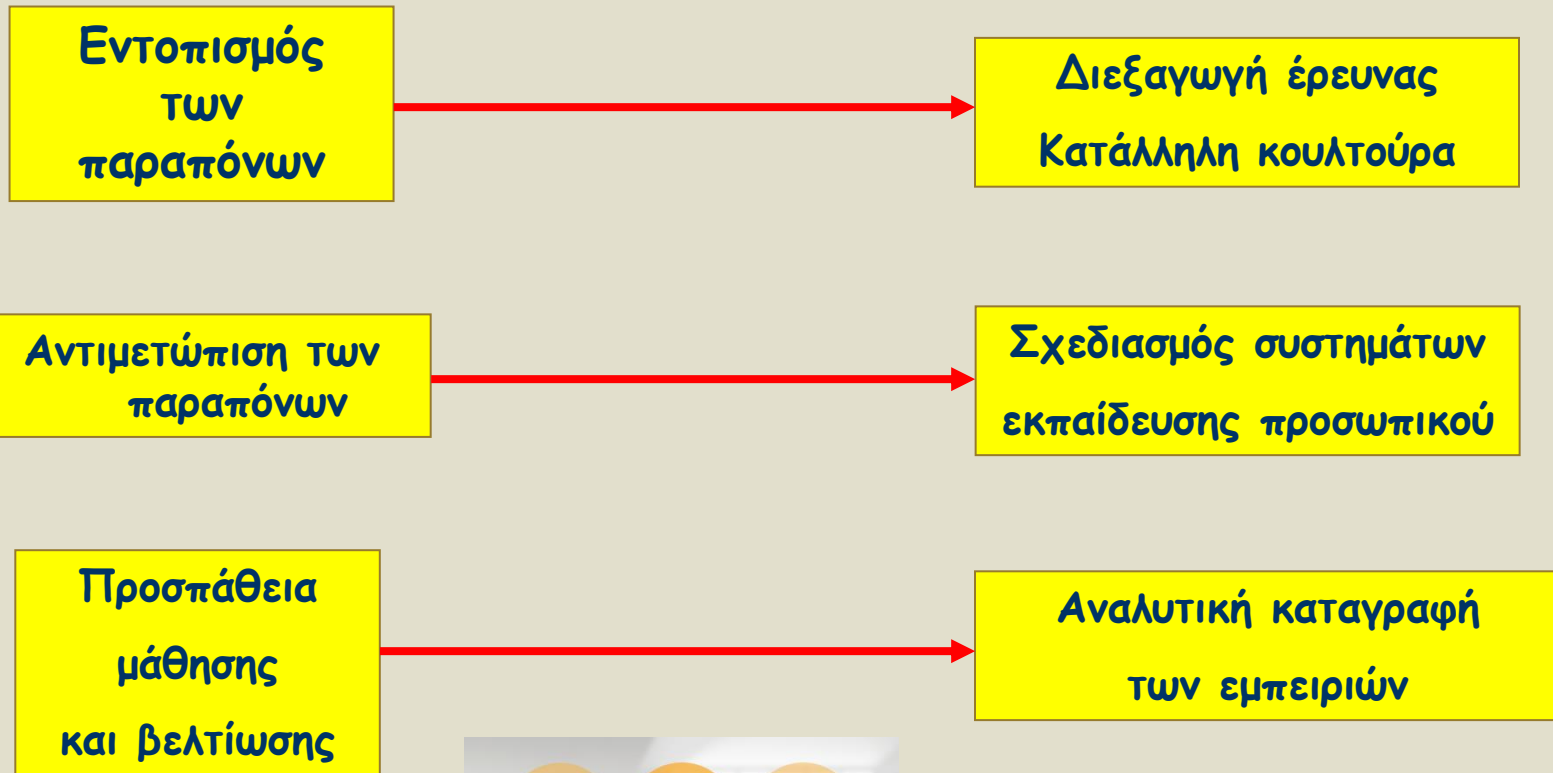 Εντοπισμός
των
παραπόνων
Διεξαγωγή έρευνας
Κατάλληλη κουλτούρα
Αντιμετώπιση των
παραπόνων
Σχεδιασμός συστημάτων
εκπαίδευσης προσωπικού
Προσπάθεια
μάθησης
και βελτίωσης
Αναλυτική καταγραφή
των εμπειριών